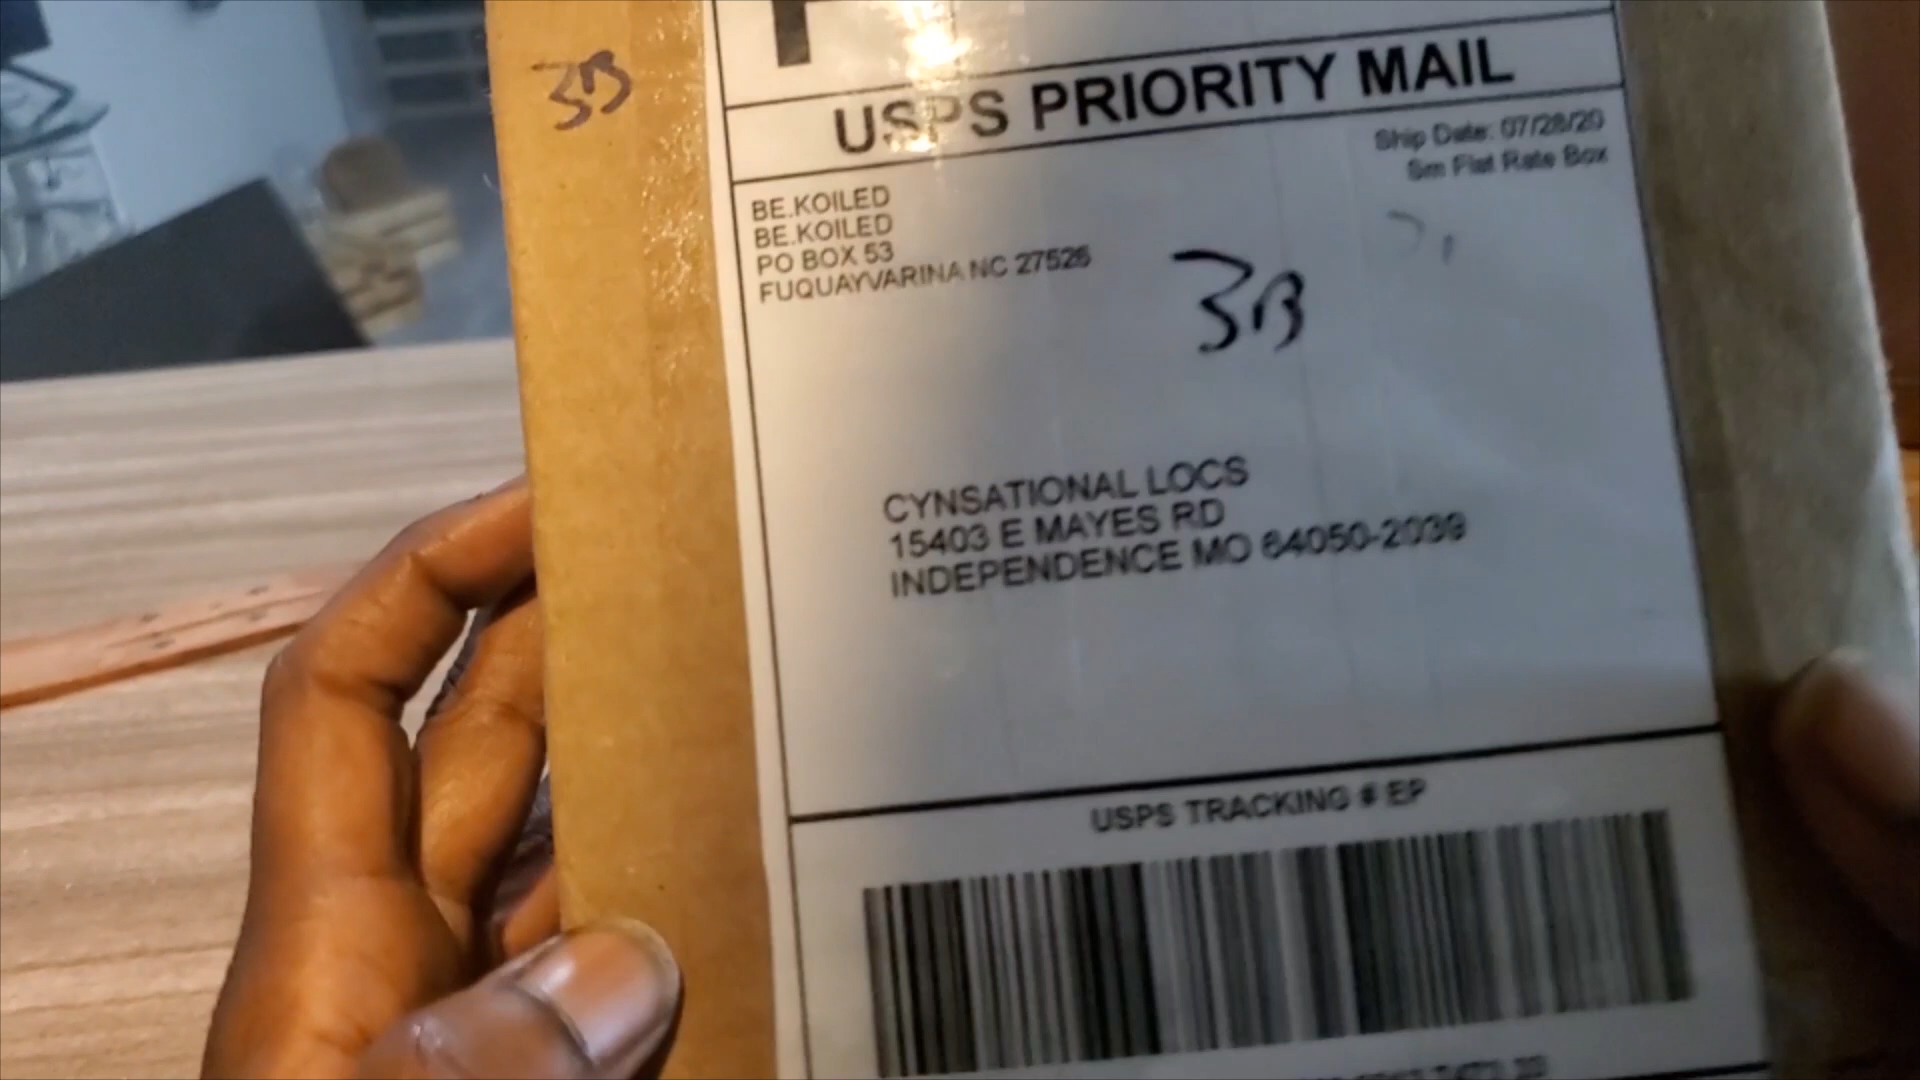 3B
USPS PRIORITY MAIL
Ship Date: 07/28/20
Sm Flat Rate Box
BE.KOILED
BE.KOILED
PO BOX 53
FUQUAYVARINA NC 27526
3B
CYNSATIONAL LOCS
15403 E MAYES RD
INDEPENDENCE MO 64050-2039
USPS TRACKING # EP